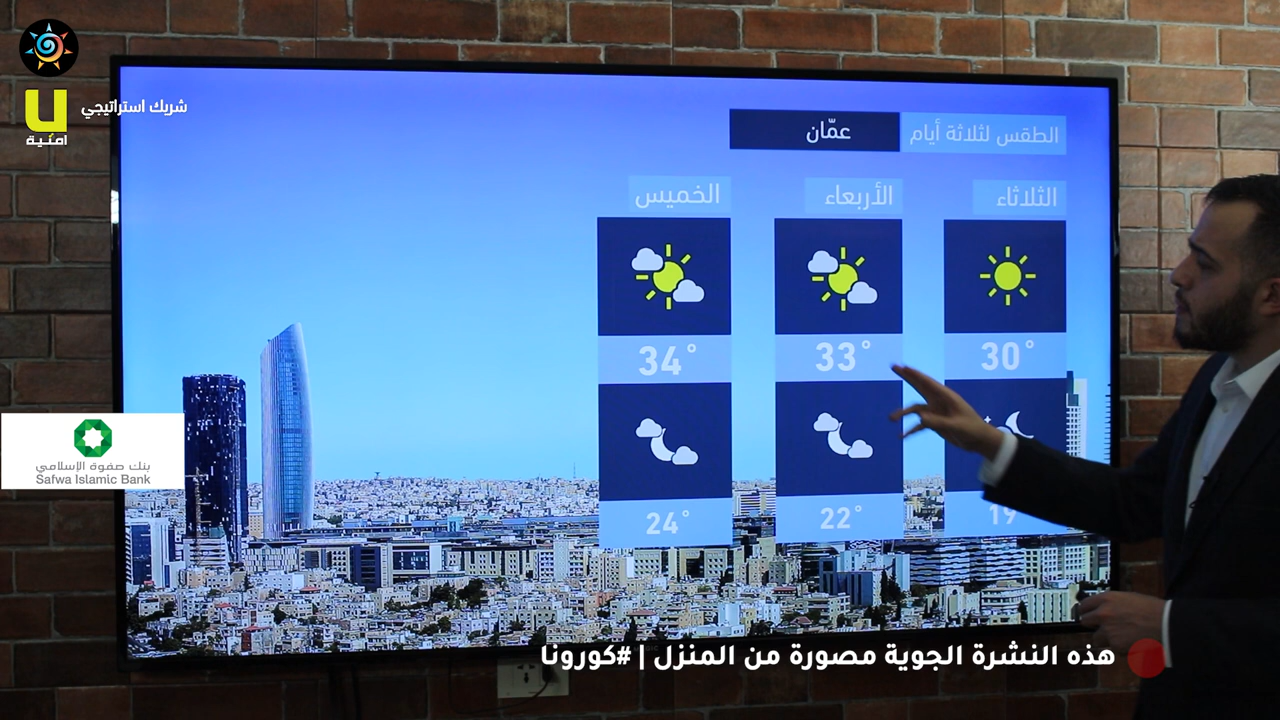 شريك استراتيجي
امنية
الطقس لثلاثة أيام
عمّان
الثلاثاء
الأربعاء
الخميس
30°
33°
34°
19
22°
24°
بنك صفوة الإسلامي
Safwa Islamic Bank
هذه النشرة الجوية مصورة من المنزل | #كورونا